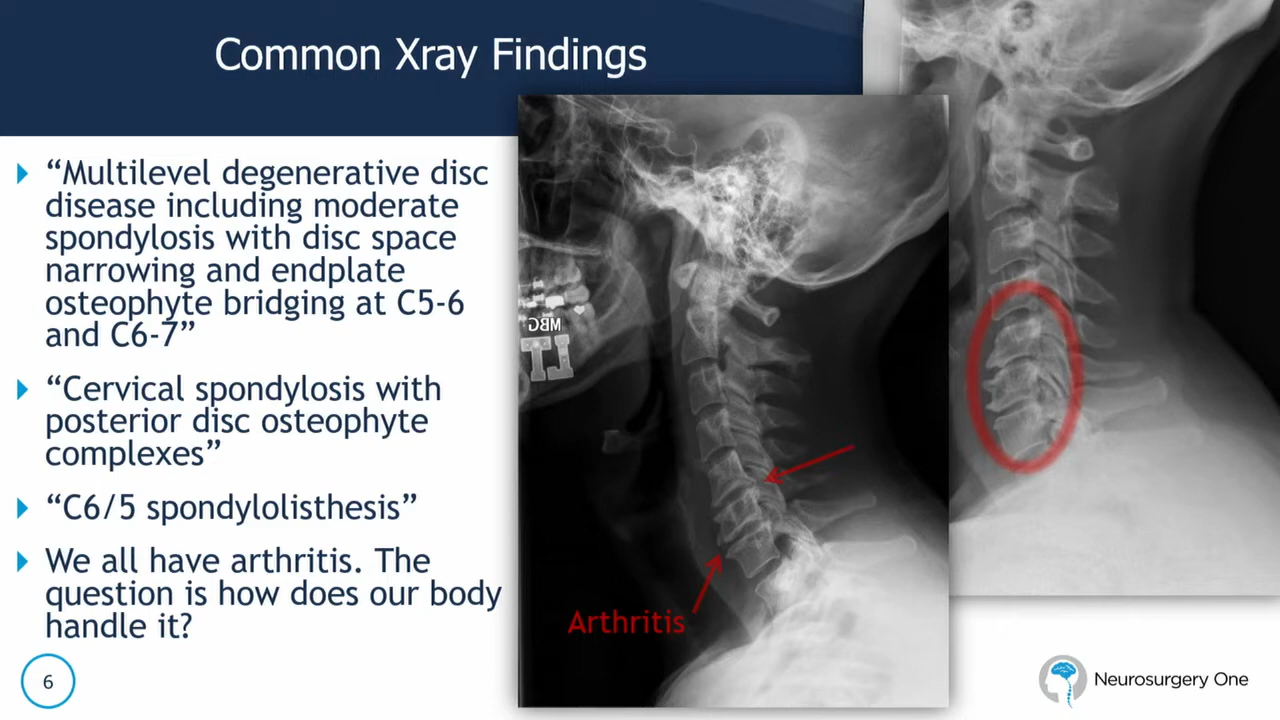 Common Xray Findings
“Multilevel degenerative disc
disease including moderate
spondylosis with disc space
narrowing and endplate
osteophyte bridging at C5-6
and C6-7”
“Cervical spondylosis with
posterior disc osteophyte
complexes”
“C6/5 spondylolisthesis”
We all have arthritis. The
question is how does our body
handle it?
MBG
LT
Arthritis
6
Neurosurgery One